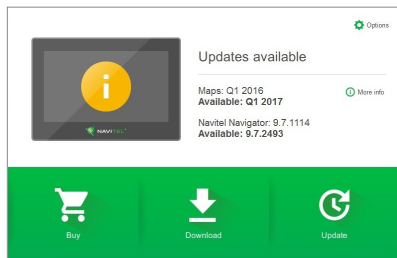 Options
Updates available
Maps: Q1 2016
Available: Q1 2017
More info
Navitel Navigator: 9.7.1114
Available: 9.7.2493
NAVITEL
Buy
Download
Update